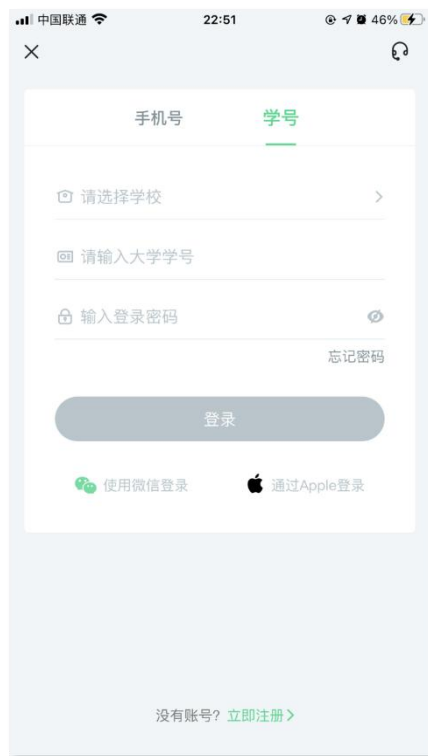 中国联通 22:51 46%
手机号 学号
请选择学校
请输入大学学号
输入登录密码
忘记密码
登录
使用微信登录 通过Apple登录
没有账号? 立即注册